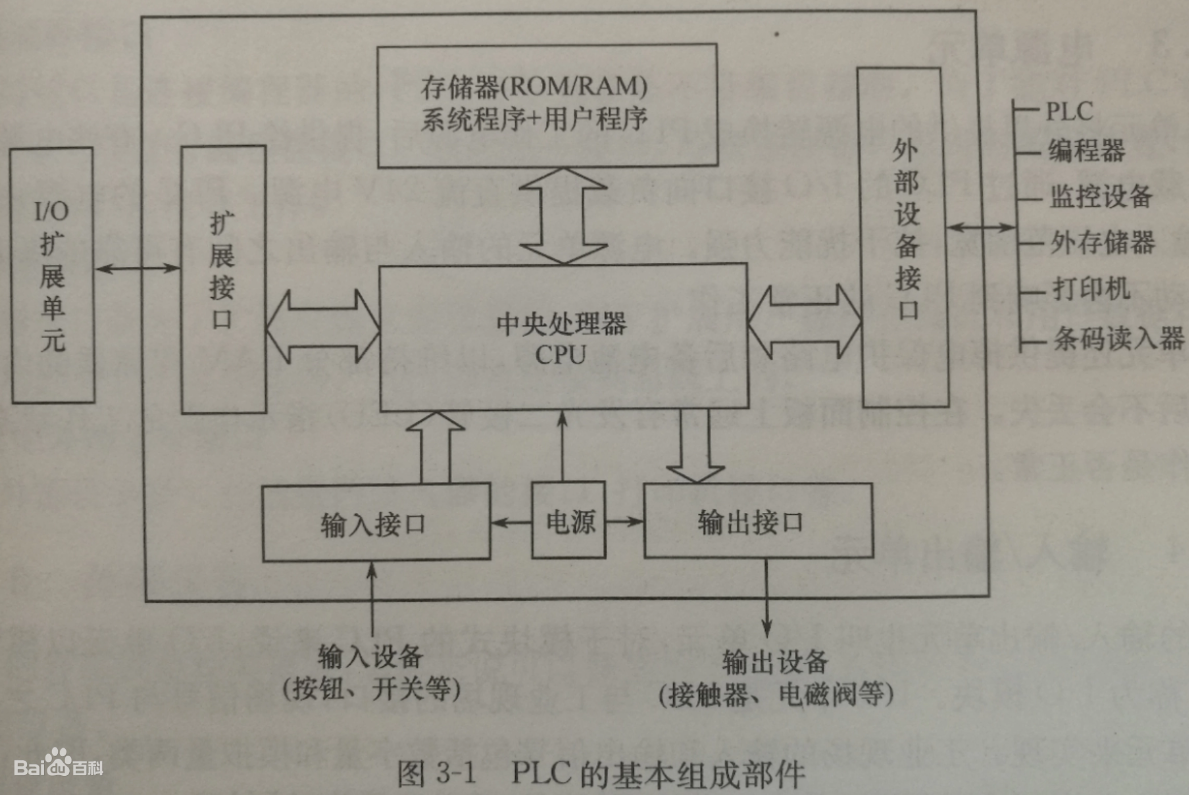 存储器(ROM/RAM)
系统程序+用户程序
I/O
扩
展
单
元
扩
展
接
口
中央处理器
CPU
外
部
设
备
接
口
PLC
编程器
监控设备
外存储器
打印机
条码读入器
输入接口
电源
输出接口
输入设备
(按钮、开关等)
输出设备
(接触器、电磁阀等)
图 3-1 PLC 的基本组成部件
Bai百科